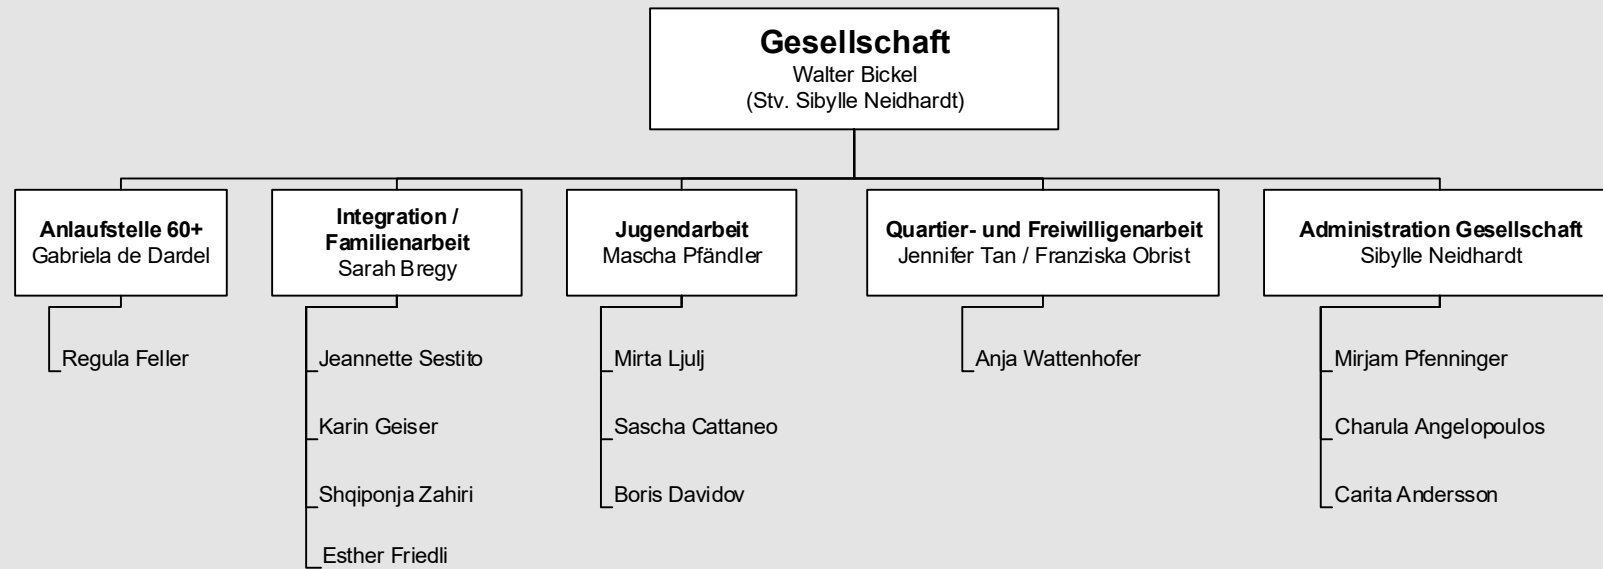 Gesellschaft
Walter Bickel
(Stv. Sibylle Neidhardt)
Anlaufstelle 60+
Gabriela de Dardel
Regula Feller
Integration /
Familienarbeit
Sarah Bregy
Jeannette Sestito
Karin Geiser
Shqiponja Zahiri
Esther Friedli
Jugendarbeit
Mascha Pfändler
Mirta Ljulj
Sascha Cattaneo
Boris Davidov
Quartier- und Freiwilligenarbeit
Jennifer Tan / Franziska Obrist
Anja Wattenhofer
Administration Gesellschaft
Sibylle Neidhardt
Mirjam Pfenninger
Charula Angelopoulos
Carita Andersson